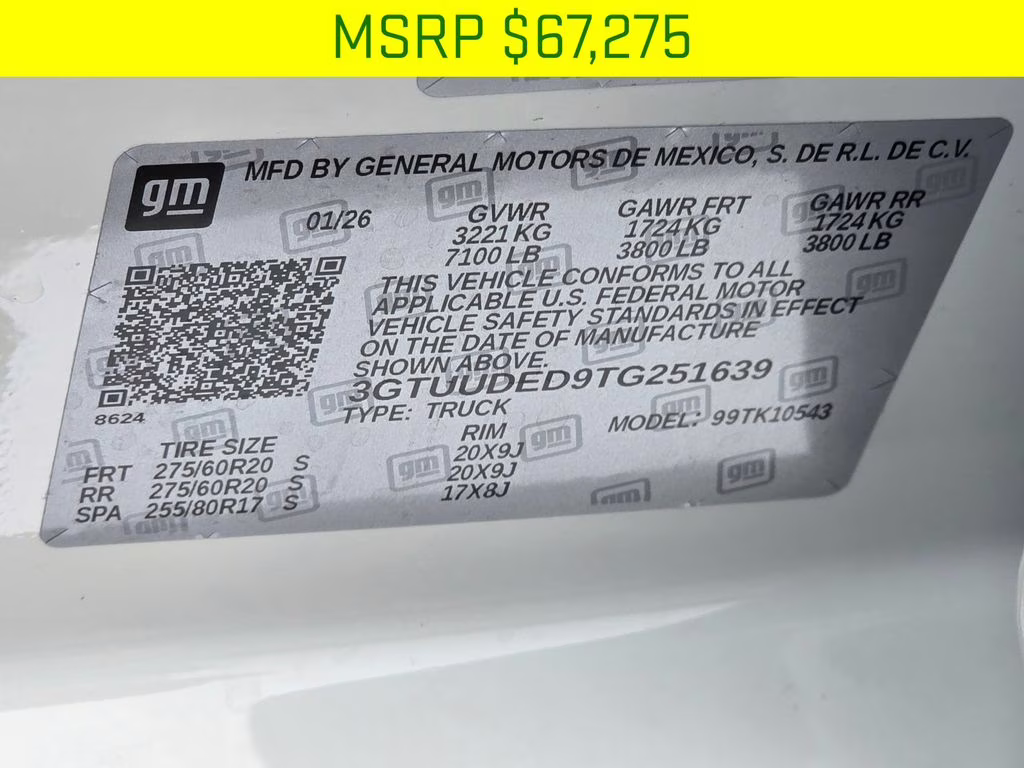 MSRP $67,275
gm MFD BY GENERAL MOTORS DE MEXICO, S. DE R.L. DE C.V.
01/26 GVWR GAWR FRT GAWR RR
3221 KG 1724 KG 1724 KG
7100 LB 3800 LB 3800 LB
THIS VEHICLE CONFORMS TO ALL
APPLICABLE U.S. FEDERAL MOTOR
VEHICLE SAFETY STANDARDS IN EFFECT
ON THE DATE OF MANUFACTURE
SHOWN ABOVE.
3GTUUDED9TG251639
8624
TYPE: TRUCK MODEL: 99TK10543
TIRE SIZE RIM
FRT 275/60R20 S 20X9J
RR 275/60R20 S 20X9J
SPA 255/80R17 S 17X8J